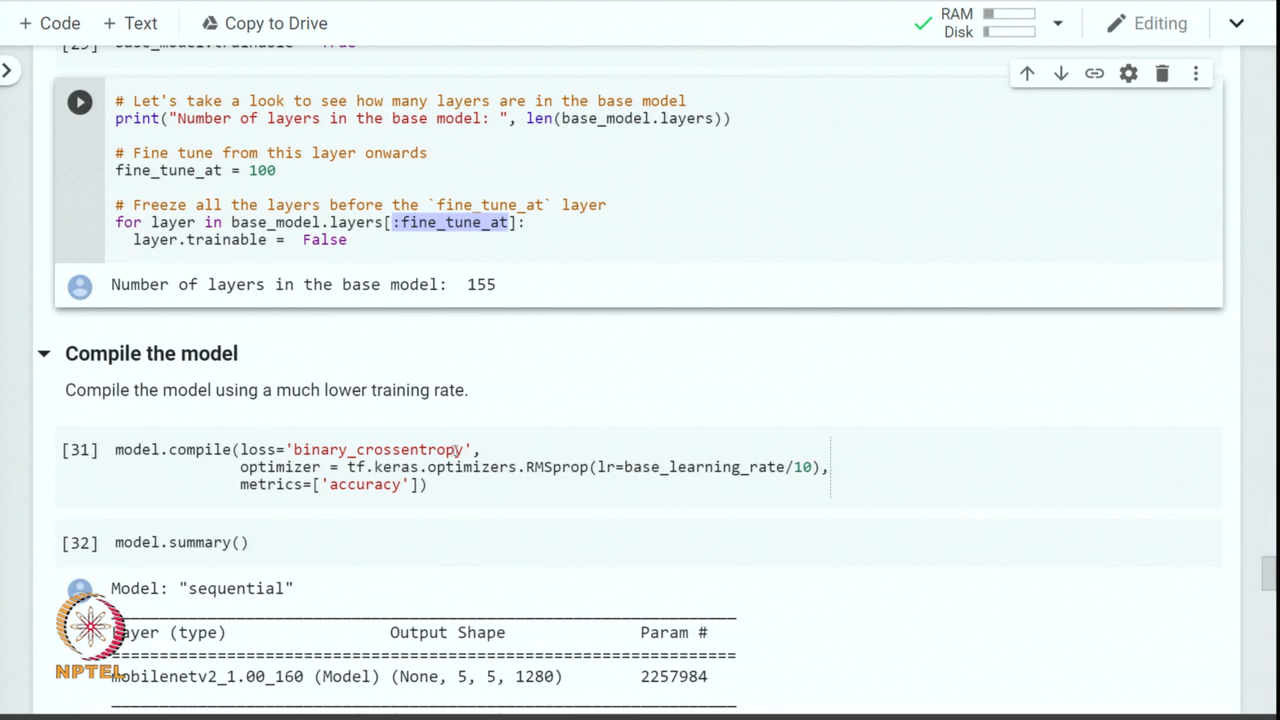 + Code + Text Copy to Drive RAM Disk Editing
[29] base_model.trainable = True
# Let's take a look to see how many layers are in the base model
print("Number of layers in the base model: ", len(base_model.layers))
# Fine tune from this layer onwards
fine_tune_at = 100
# Freeze all the layers before the `fine_tune_at` layer
for layer in base_model.layers[:fine_tune_at]:
layer.trainable = False
Number of layers in the base model: 155
Compile the model
Compile the model using a much lower training rate.
[31] model.compile(loss='binary_crossentropy',
optimizer = tf.keras.optimizers.RMSprop(lr=base_learning_rate/10),
metrics=['accuracy'])
[32] model.summary()
Model: "sequential"
Layer (type) Output Shape Param #
mobilenetv2_1.00_160 (Model) (None, 5, 5, 1280) 2257984
NPTEL